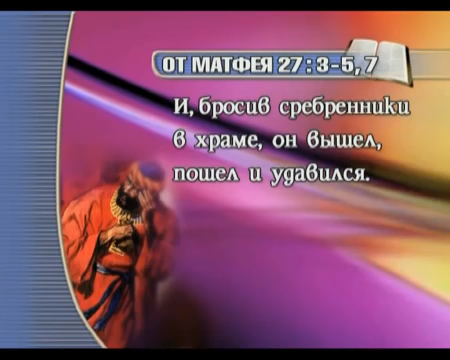 ОТ МАТФЕЯ 27 : 3-5, 7
И, бросив сребренники
в храме, он вышел,
пошел и удавился.